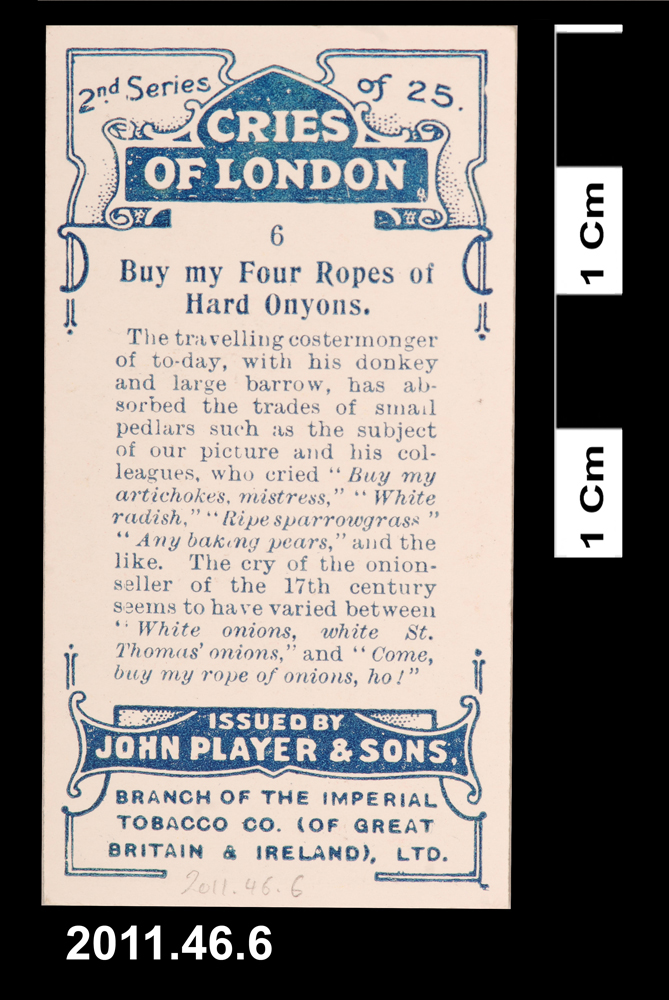 2nd Series of 25.
CRIES
OF LONDON
6
Buy my Four Ropes of
Hard Onyons.
The travelling costermonger
of to-day, with his donkey
and large barrow, has ab-
sorbed the trades of small
pedlars such as the subject
of our picture and his col-
leagues, who cried “ Buy my
artichokes, mistress,” “ White
radish,” “ Ripe sparrowgrass ”
“ Any baking pears,” and the
like. The cry of the onion-
seller of the 17th century
seems to have varied between
“ White onions, white St.
Thomas’ onions,” and “ Come,
buy my rope of onions, ho ! ”
ISSUED BY
JOHN PLAYER & SONS,
BRANCH OF THE IMPERIAL
TOBACCO CO. (OF GREAT
BRITAIN & IRELAND), LTD.
2011.46.6
2011.46.6
1 Cm
1 Cm